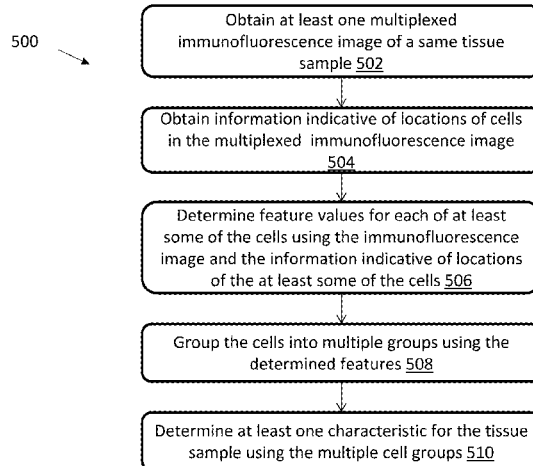 500
Obtain at least one multiplexed
immunofluorescence image of a same tissue
sample 502
Obtain information indicative of locations of cells
in the multiplexed immunofluorescence image
504
Determine feature values for each of at least
some of the cells using the immunofluorescence
image and the information indicative of locations
of the at least some of the cells 506
Group the cells into multiple groups using the
determined features 508
Determine at least one characteristic for the tissue
sample using the multiple cell groups 510